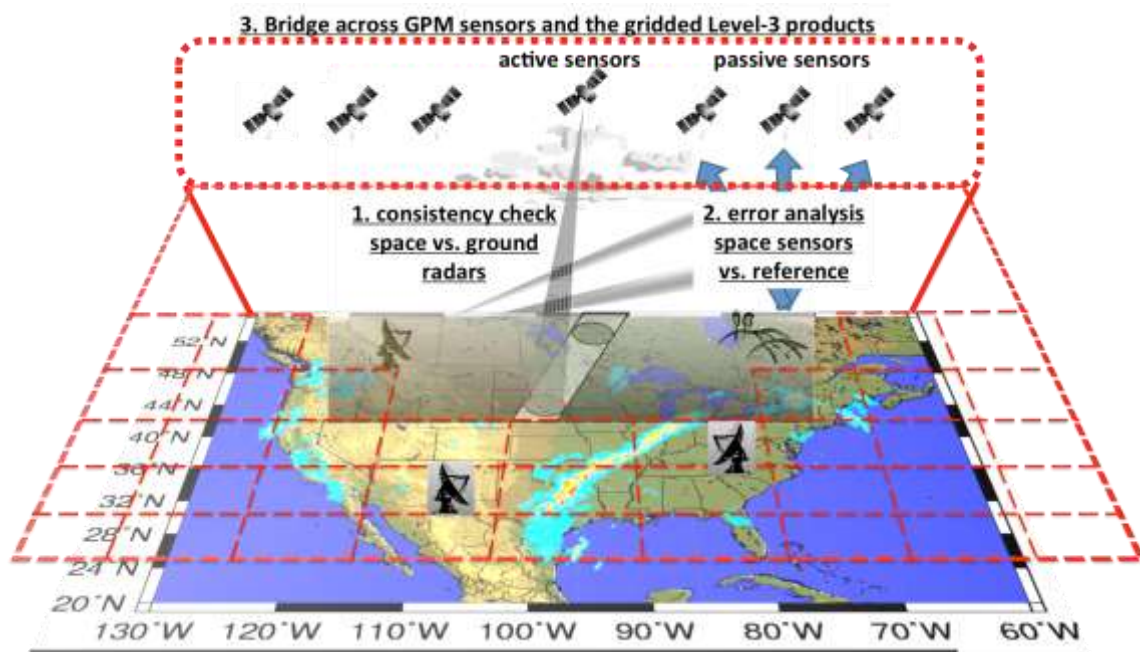 3. Bridge across GPM sensors and the gridded Level-3 products
active sensors
passive sensors
1. consistency check
space vs. ground
radars
2. error analysis
space sensors
vs. reference
52°N
48°N
44°N
40°N
36°N
32°N
28°N
24°N
20°N
130°W 120°W 110°W 100°W 90°W 80°W 70°W 60°W